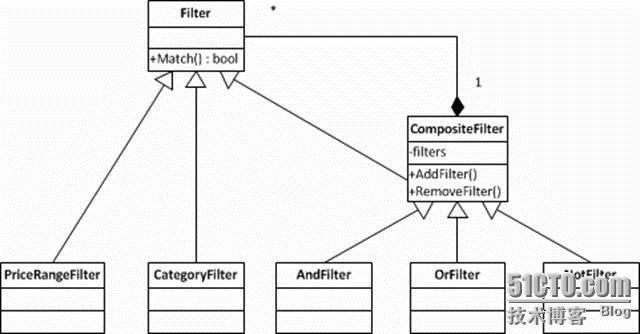 Filter
*
+Match() : bool
1
CompositeFilter
-filters
+AddFilter()
+RemoveFilter()
PriceRangeFilter
CategoryFilter
AndFilter
OrFilter
NotFilter
51CTO.com
技术博客 Blog